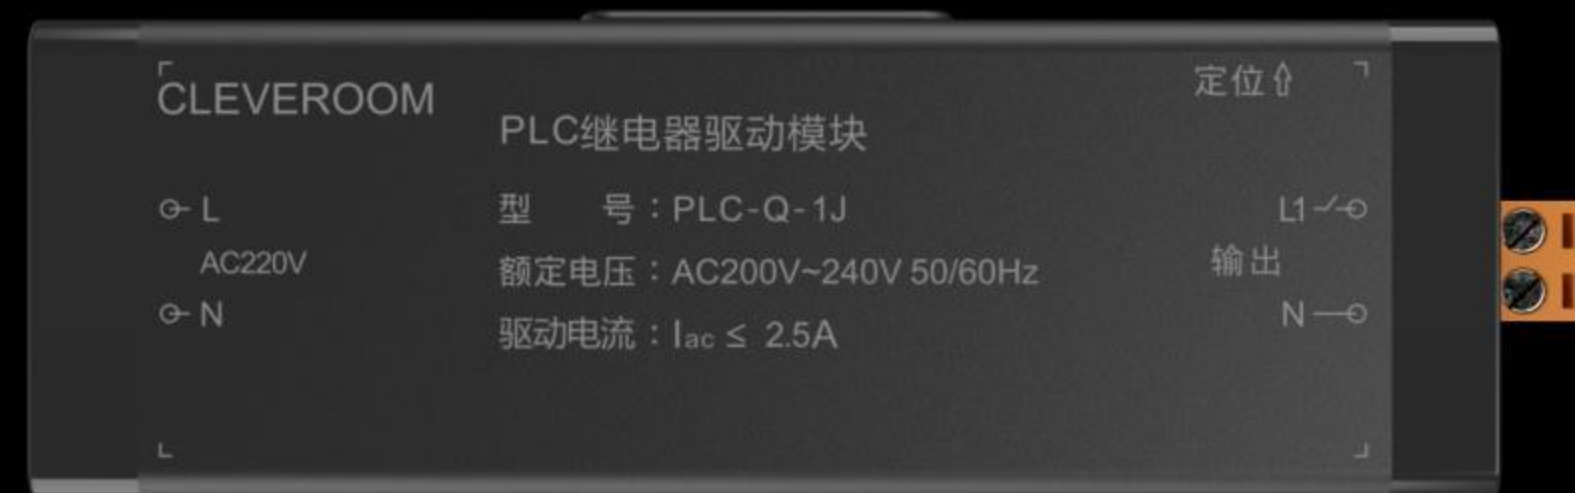 CLEVEROOM
定位⇧
PLC继电器驱动模块
L
型 号：PLC-Q-1J
L1
AC220V
额定电压：AC200V~240V 50/60Hz
输出
N
驱动电流：Iac ≤ 2.5A
N